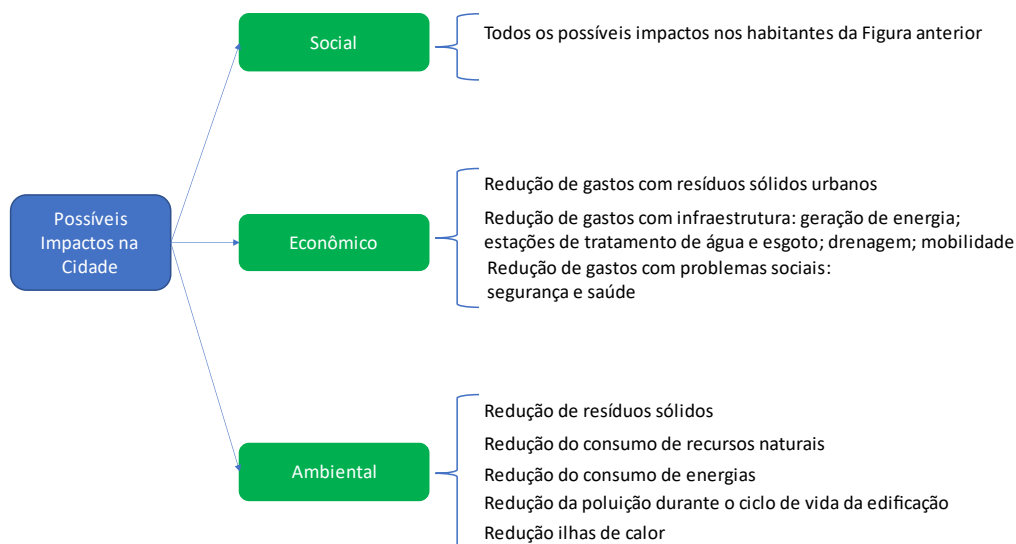 Possíveis
Impactos na
Cidade
Social
Todos os possíveis impactos nos habitantes da Figura anterior
Econômico
Redução de gastos com resíduos sólidos urbanos
Redução de gastos com infraestrutura: geração de energia;
estações de tratamento de água e esgoto; drenagem; mobilidade
Redução de gastos com problemas sociais:
segurança e saúde
Ambiental
Redução de resíduos sólidos
Redução do consumo de recursos naturais
Redução do consumo de energias
Redução da poluição durante o ciclo de vida da edificação
Redução ilhas de calor